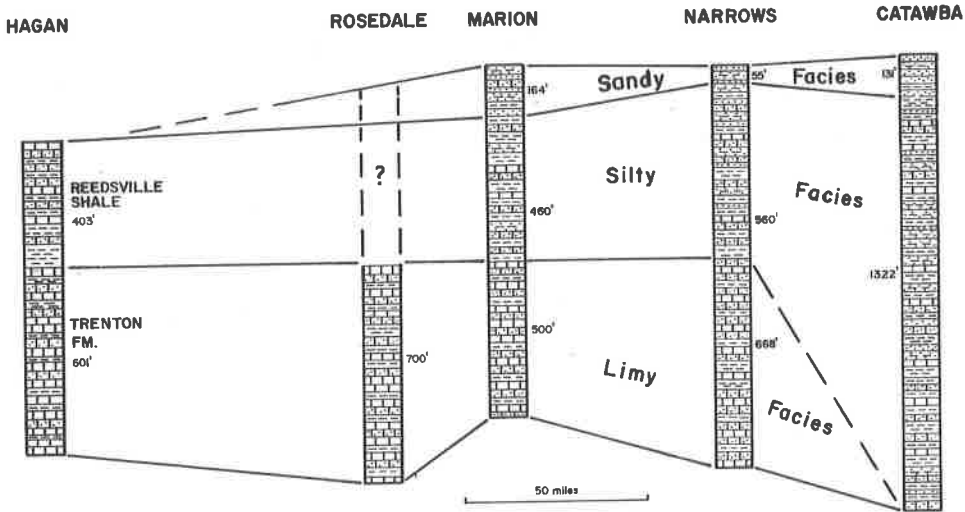 HAGAN
ROSEDALE
MARION
NARROWS
CATAWBA
164'
Sandy
55'
Facies
131'
REEDSVILLE
SHALE
403'
?
460'
Silty
560'
Facies
1322'
TRENTON
FM.
601'
700'
500'
Limy
668'
Facies
50 miles